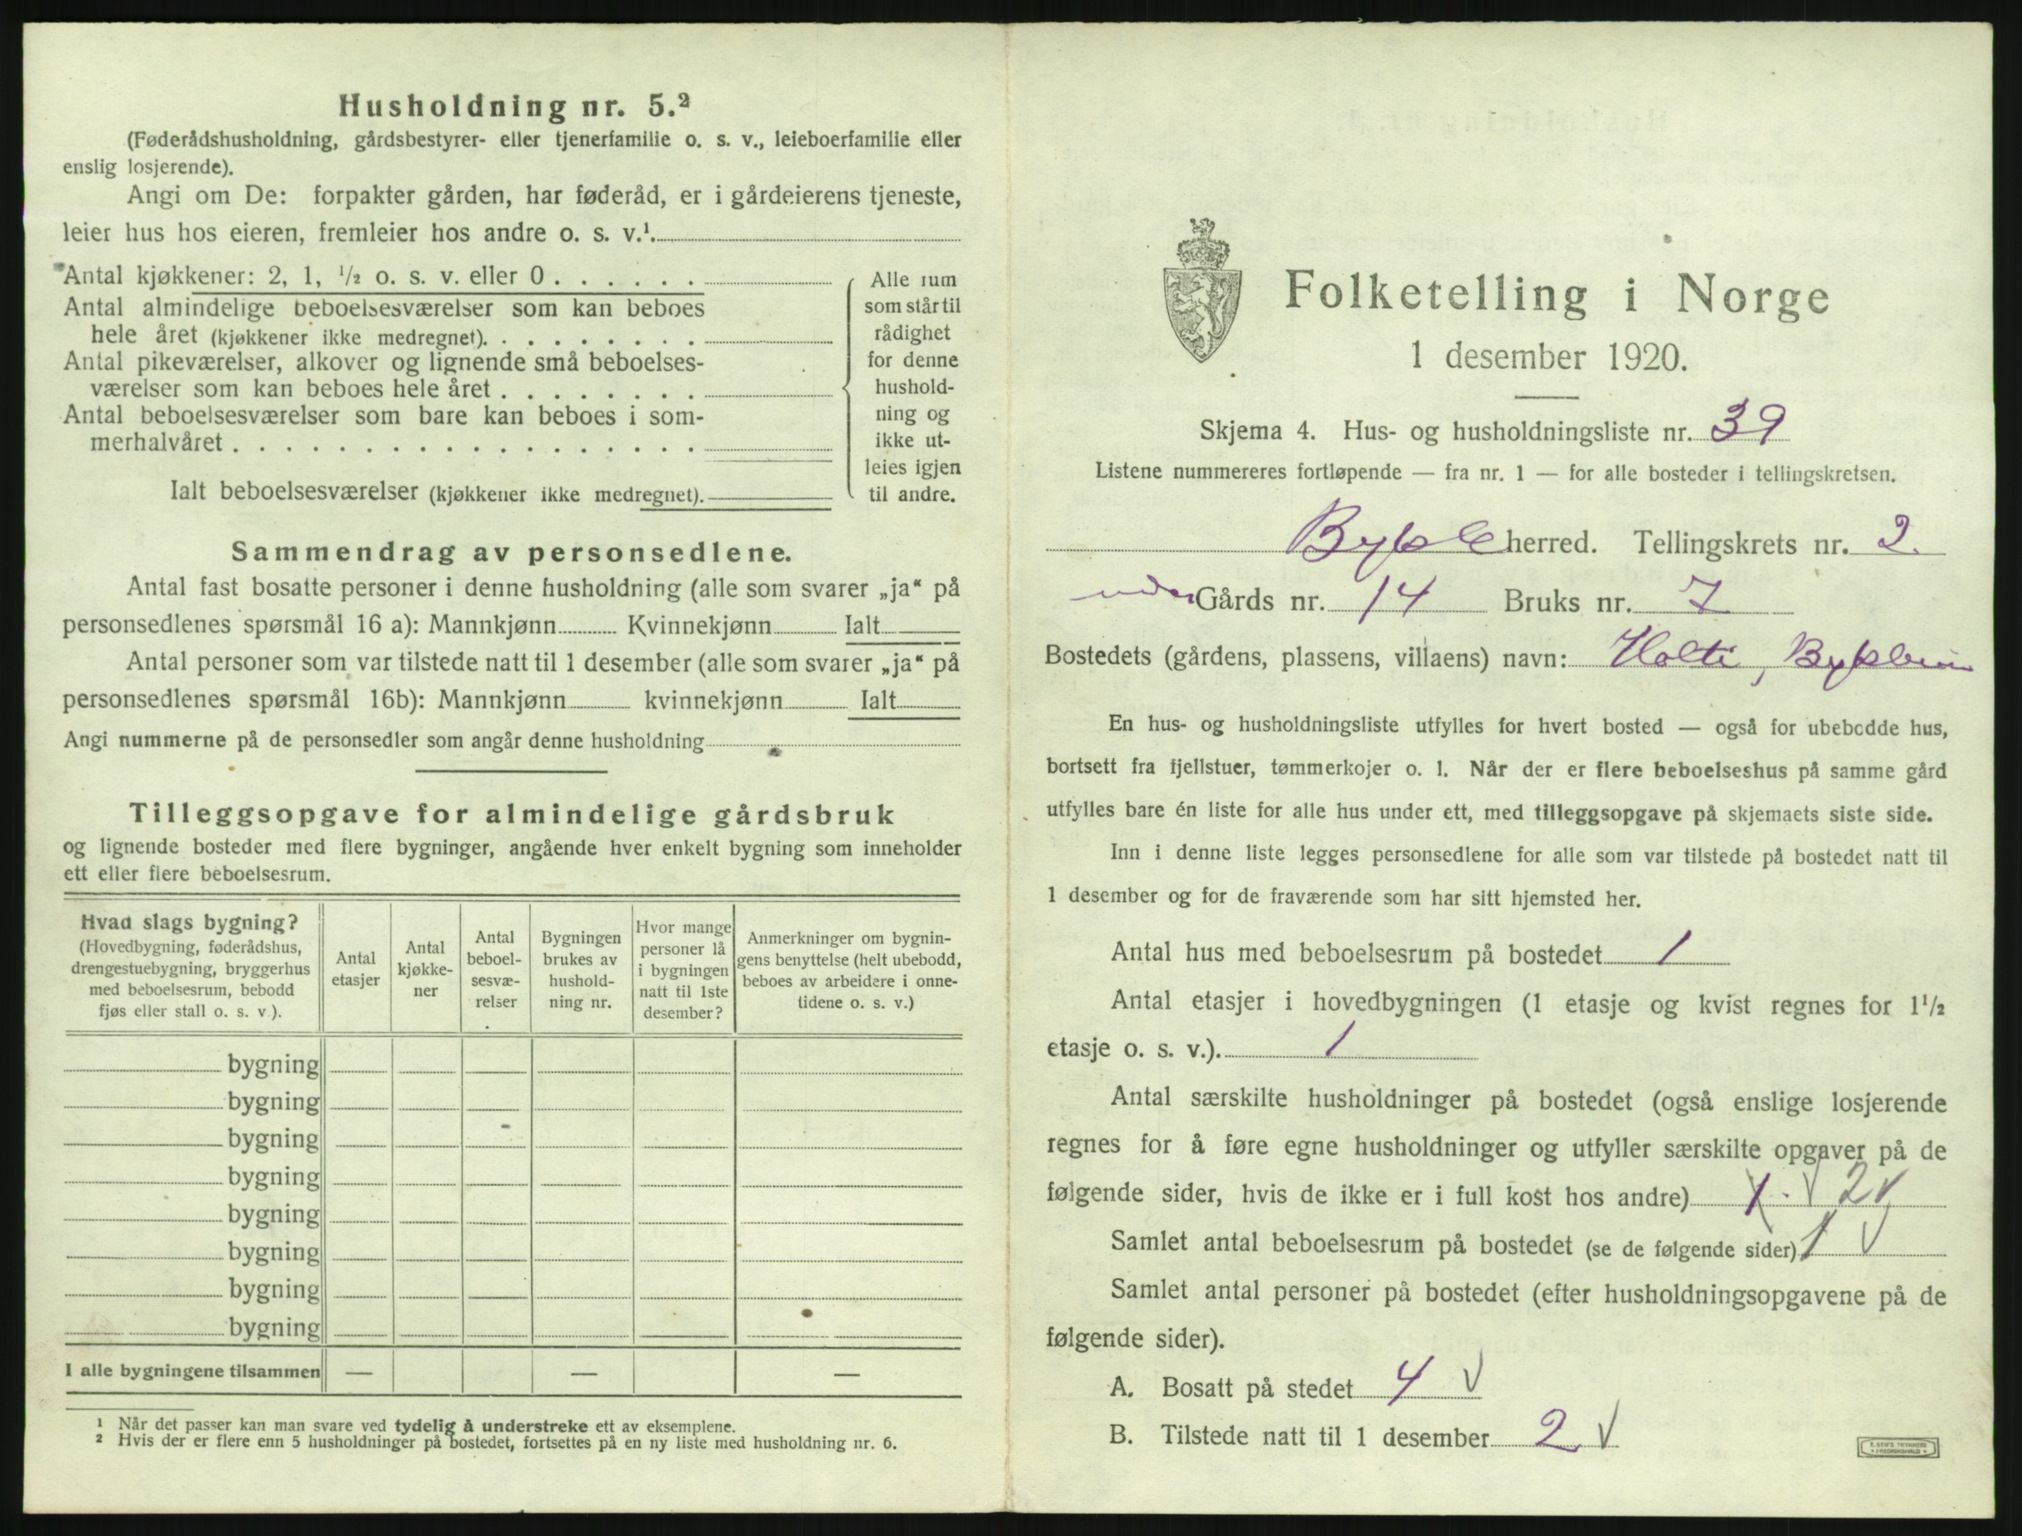 Husholdning nr. 5.²
(Føderådshusholdning, gårdsbestyrer- eller tjenerfamilie o. s. v., leieboerfamilie eller
enslig losjerende).
Angi om De: forpakter gården, har føderåd, er i gårdeierens tjeneste,
leier hus hos eieren, fremleier hos andre o. s. v.¹.
Antal kjøkkener: 2, 1, ½ o. s. v. eller 0
Antal almindelige beboelsesværelser som kan beboes
hele året (kjøkkener ikke medregnet).
Antal pikeværelser, alkover og lignende små beboelses-
værelser som kan beboes hele året
Antal beboelsesværelser som bare kan beboes i som-
merhalvåret
Ialt beboelsesværelser (kjøkkener ikke medregnet).
Alle rum
som står til
rådighet
for denne
hushold-
ning og
ikke ut-
leies igjen
til andre.
Sammendrag av personsedlene.
Antal fast bosatte personer i denne husholdning (alle som svarer „ja“ på
personsedlenes spørsmål 16 a): Mannkjønn Kvinnekjønn Ialt
Antal personer som var tilstede natt til 1 desember (alle som svarer „ja“ på
personsedlenes spørsmål 16b): Mannkjønn kvinnekjønn Ialt
Angi nummerne på de personsedler som angår denne husholdning
Tilleggsopgave for almindelige gårdsbruk
og lignende bosteder med flere bygninger, angående hver enkelt bygning som inneholder
ett eller flere beboelsesrum.
Hvad slags bygning?
(Hovedbygning, føderådshus,
drengestuebygning, bryggerhus
med beboelsesrum, bebodd
fjøs eller stall o. s. v.).
Antal
etasjer
Antal
kjøkke-
ner
Antal
beboel-
sesvæ-
relser
Bygningen
brukes av
hushold-
ning nr.
Hvor mange
personer lå
i bygningen
natt til 1ste
desember?
Anmerkninger om bygnin-
gens benyttelse (helt ubebodd,
beboes av arbeidere i onne-
tidene o. s. v.)
bygning
bygning
bygning
bygning
bygning
bygning
bygning
bygning
I alle bygningene tilsammen — — —
¹ Når det passer kan man svare ved tydelig å understreke ett av eksemplene.
² Hvis der er flere enn 5 husholdninger på bostedet, fortsettes på en ny liste med husholdning nr. 6.
Folketelling i Norge
1 desember 1920.
Skjema 4. Hus- og husholdningsliste nr. 39
Listene nummereres fortløpende — fra nr. 1 — for alle bosteder i tellingskretsen.
Bykle herred. Tellingskrets nr. 2.
under Gårds nr. 14 Bruks nr. 7
Bostedets (gårdens, plassens, villaens) navn: Holti,
En hus- og husholdningsliste utfylles for hvert bosted — også for ubebodde hus,
bortsett fra fjellstuer, tømmerkojer o. l. Når der er flere beboelseshus på samme gård
utfylles bare én liste for alle hus under ett, med tilleggsopgave på skjemaets siste side.
Inn i denne liste legges personsedlene for alle som var tilstede på bostedet natt til
1 desember og for de fraværende som har sitt hjemsted her.
Antal hus med beboelsesrum på bostedet 1
Antal etasjer i hovedbygningen (1 etasje og kvist regnes for 1½
etasje o. s. v.). 1
Antal særskilte husholdninger på bostedet (også enslige losjerende
regnes for å føre egne husholdninger og utfyller særskilte opgaver på de
følgende sider, hvis de ikke er i full kost hos andre) 1. √ 2 √
Samlet antal beboelsesrum på bostedet (se de følgende sider) 1 √
Samlet antal personer på bostedet (efter husholdningsopgavene på de
følgende sider).
A. Bosatt på stedet 4 √
B. Tilstede natt til 1 desember 2 √